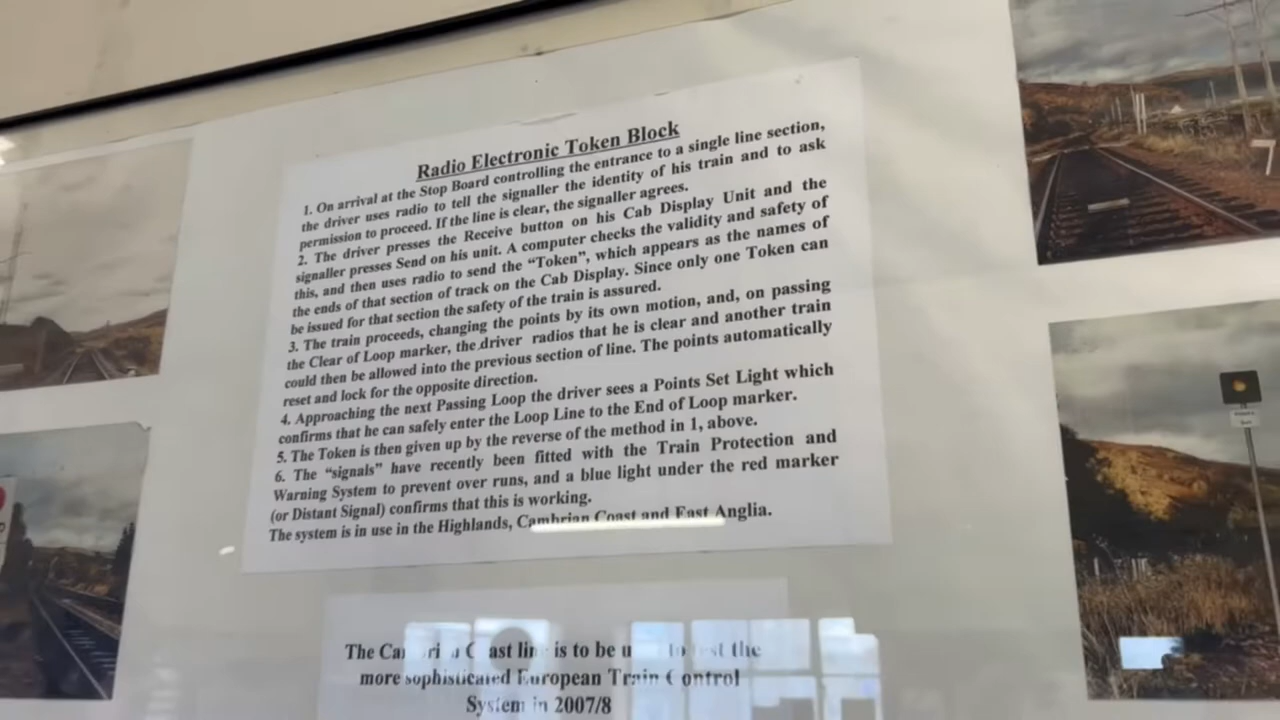 Radio Electronic Token Block
1. On arrival at the Stop Board controlling the entrance to a single line section,
the driver uses radio to tell the signaller the identity of his train and to ask
permission to proceed. If the line is clear, the signaller agrees.
2. The driver presses the Receive button on his Cab Display Unit and the
signaller presses Send on his unit. A computer checks the validity and safety of
this, and then uses radio to send the “Token”, which appears as the names of
the ends of that section of track on the Cab Display. Since only one Token can
be issued for that section the safety of the train is assured.
3. The train proceeds, changing the points by its own motion, and, on passing
the Clear of Loop marker, the driver radios that he is clear and another train
could then be allowed into the previous section of line. The points automatically
reset and lock for the opposite direction.
4. Approaching the next Passing Loop the driver sees a Points Set Light which
confirms that he can safely enter the Loop Line to the End of Loop marker.
5. The Token is then given up by the reverse of the method in 1, above.
6. The “signals” have recently been fitted with the Train Protection and
Warning System to prevent over runs, and a blue light under the red marker
(or Distant Signal) confirms that this is working.
The system is in use in the Highlands, Cambrian Coast and East Anglia.
The Cambrian Coast line is to be to the
more sophisticated European Train Control
System in 2007/8